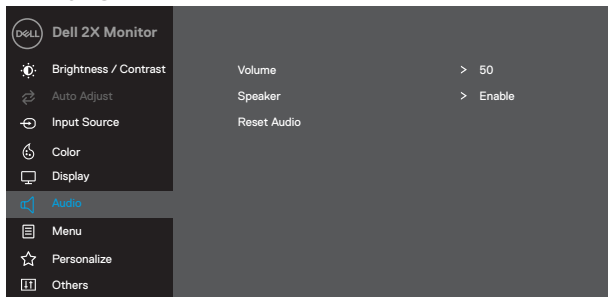 DELL Dell 2X Monitor
Brightness / Contrast
Auto Adjust
Input Source
Color
Display
Audio
Menu
Personalize
Others
Volume > 50
Speaker > Enable
Reset Audio